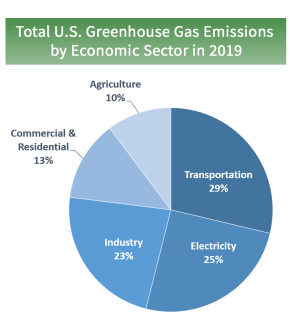 Total U.S. Greenhouse Gas Emissions
by Economic Sector in 2019
Agriculture
10%
Commercial &
Residential
13%
Transportation
29%
Industry
23%
Electricity
25%